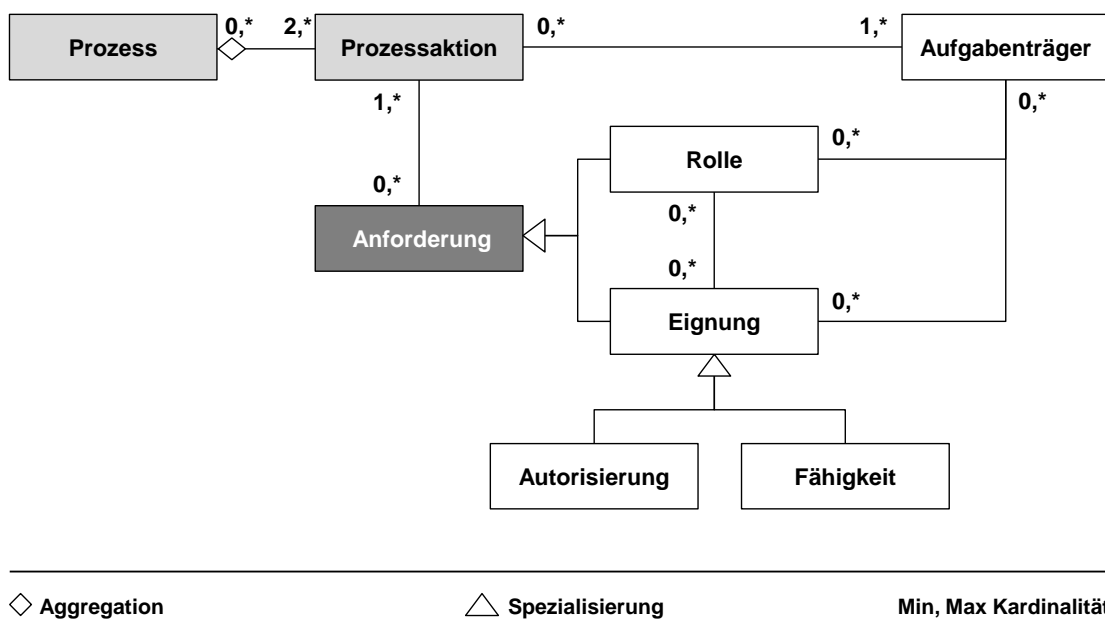 0,*
2,*
0,*
1,*
Prozess
Prozessaktion
Aufgabenträger
1,*
0,*
0,*
Rolle
0,*
0,*
Anforderung
0,*
0,*
Eignung
Autorisierung
Fähigkeit
Aggregation
Spezialisierung
Min, Max Kardinalität